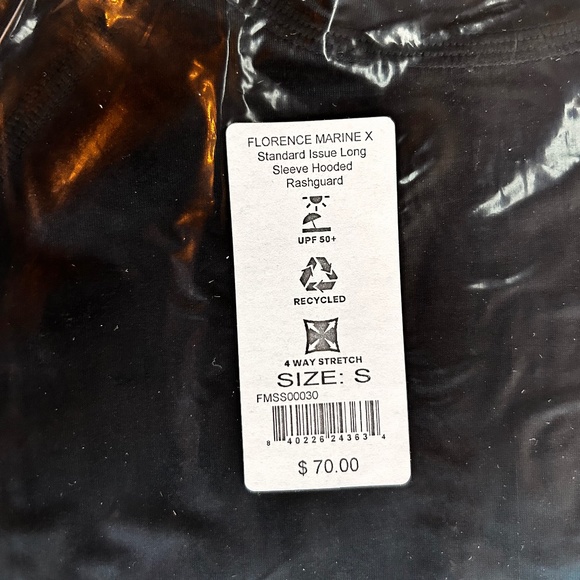 FLORENCE MARINE X
Standard Issue Long
Sleeve Hooded
Rashguard
UPF 50+
RECYCLED
4 WAY STRETCH
SIZE: S
FMSS00030
8 40226 24363 4
$ 70.00